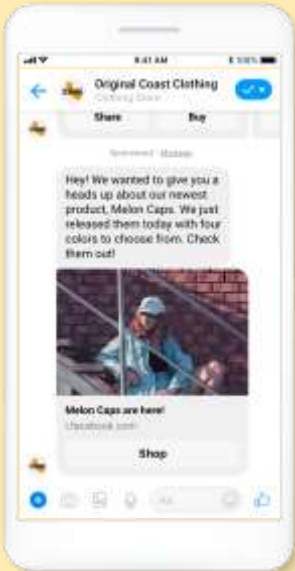 9:41 AM
100%
Original Coast Clothing
Clothing Store
Share
Buy
Sponsored
Hey! We wanted to give you a
heads up about our newest
product, Melon Caps. We just
released them today with four
colors to choose from. Check
them out!
Melon Caps are here!
Shop
Aa